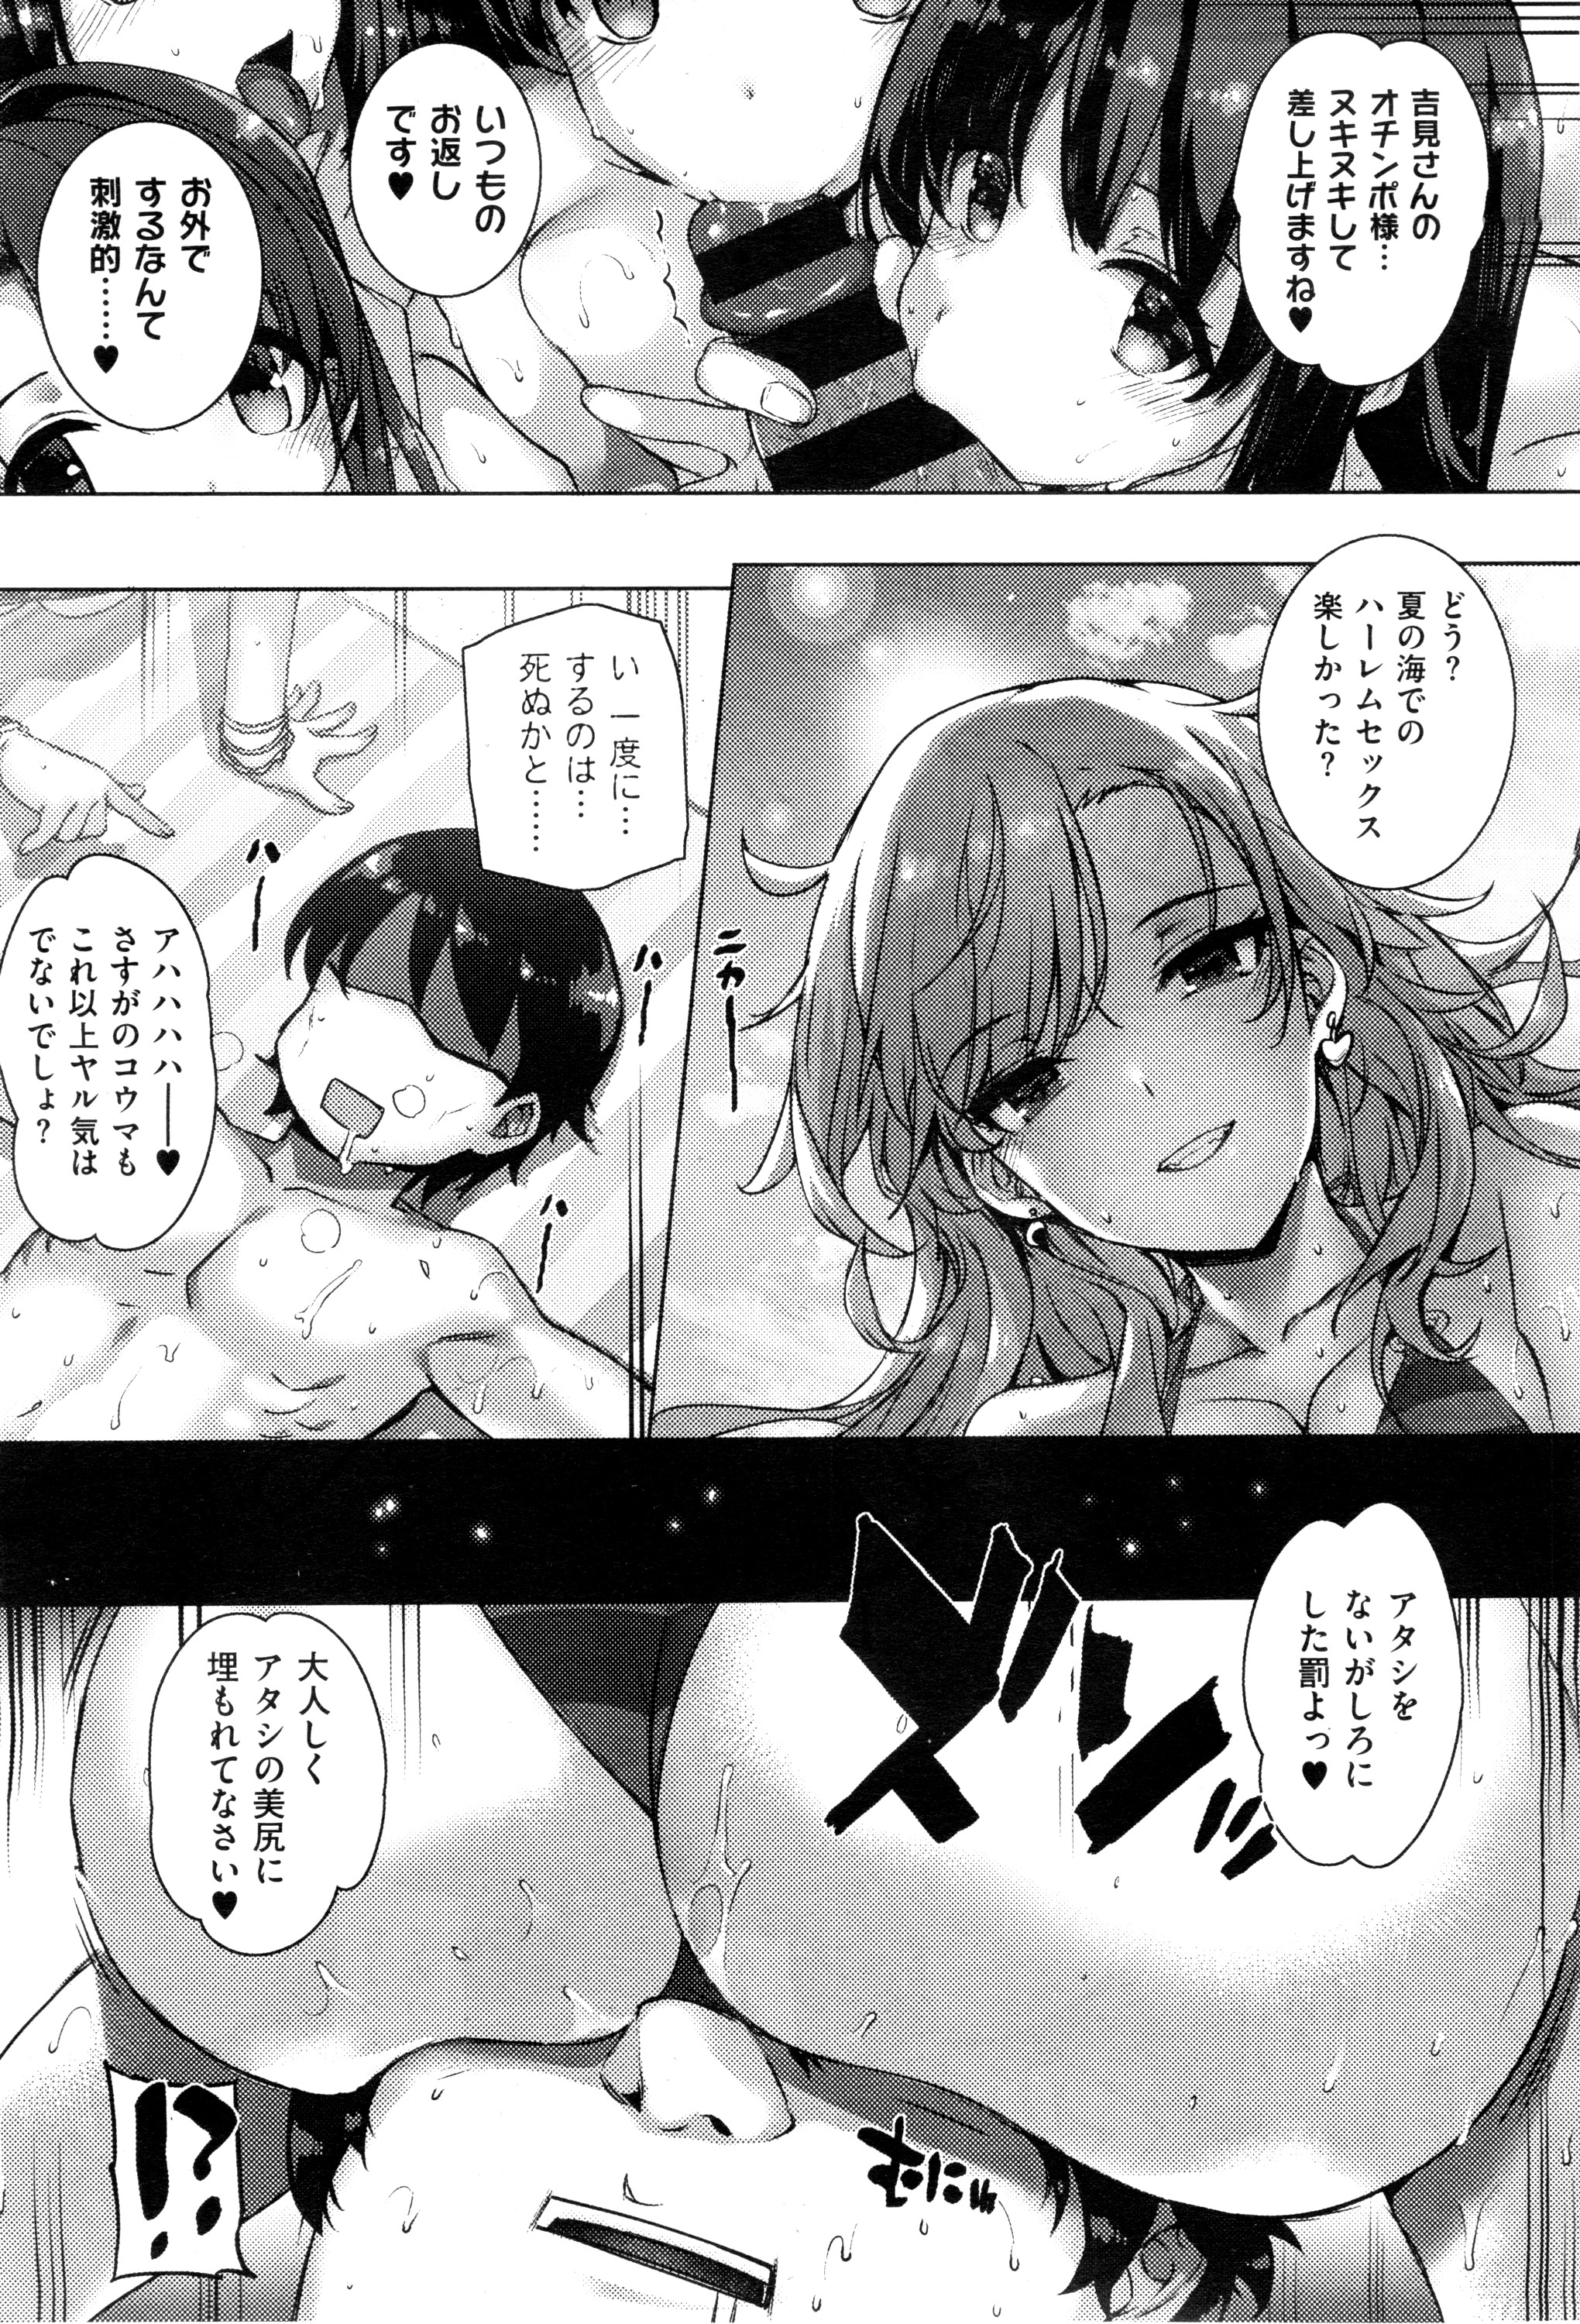 吉見さんの
オチンポ様…
ヌキヌキして
差し上げますね♥
いつもの
お返し
です♥
お外で
するなんて
刺激的……♥
どう？
夏の海での
ハーレムセックス
楽しかった？
ニカーー
い 一度に…
するのは…
死ぬかと……
ハー
ハー
ハー
アハハハハ――♥
さすがのコウマも
これ以上ヤル気は
でないでしょ？
アタシを
ないがしろに
した罰よっ♥
ズンッ
大人しく
アタシの美尻に
埋もれてなさい♥
むにゅ
!?